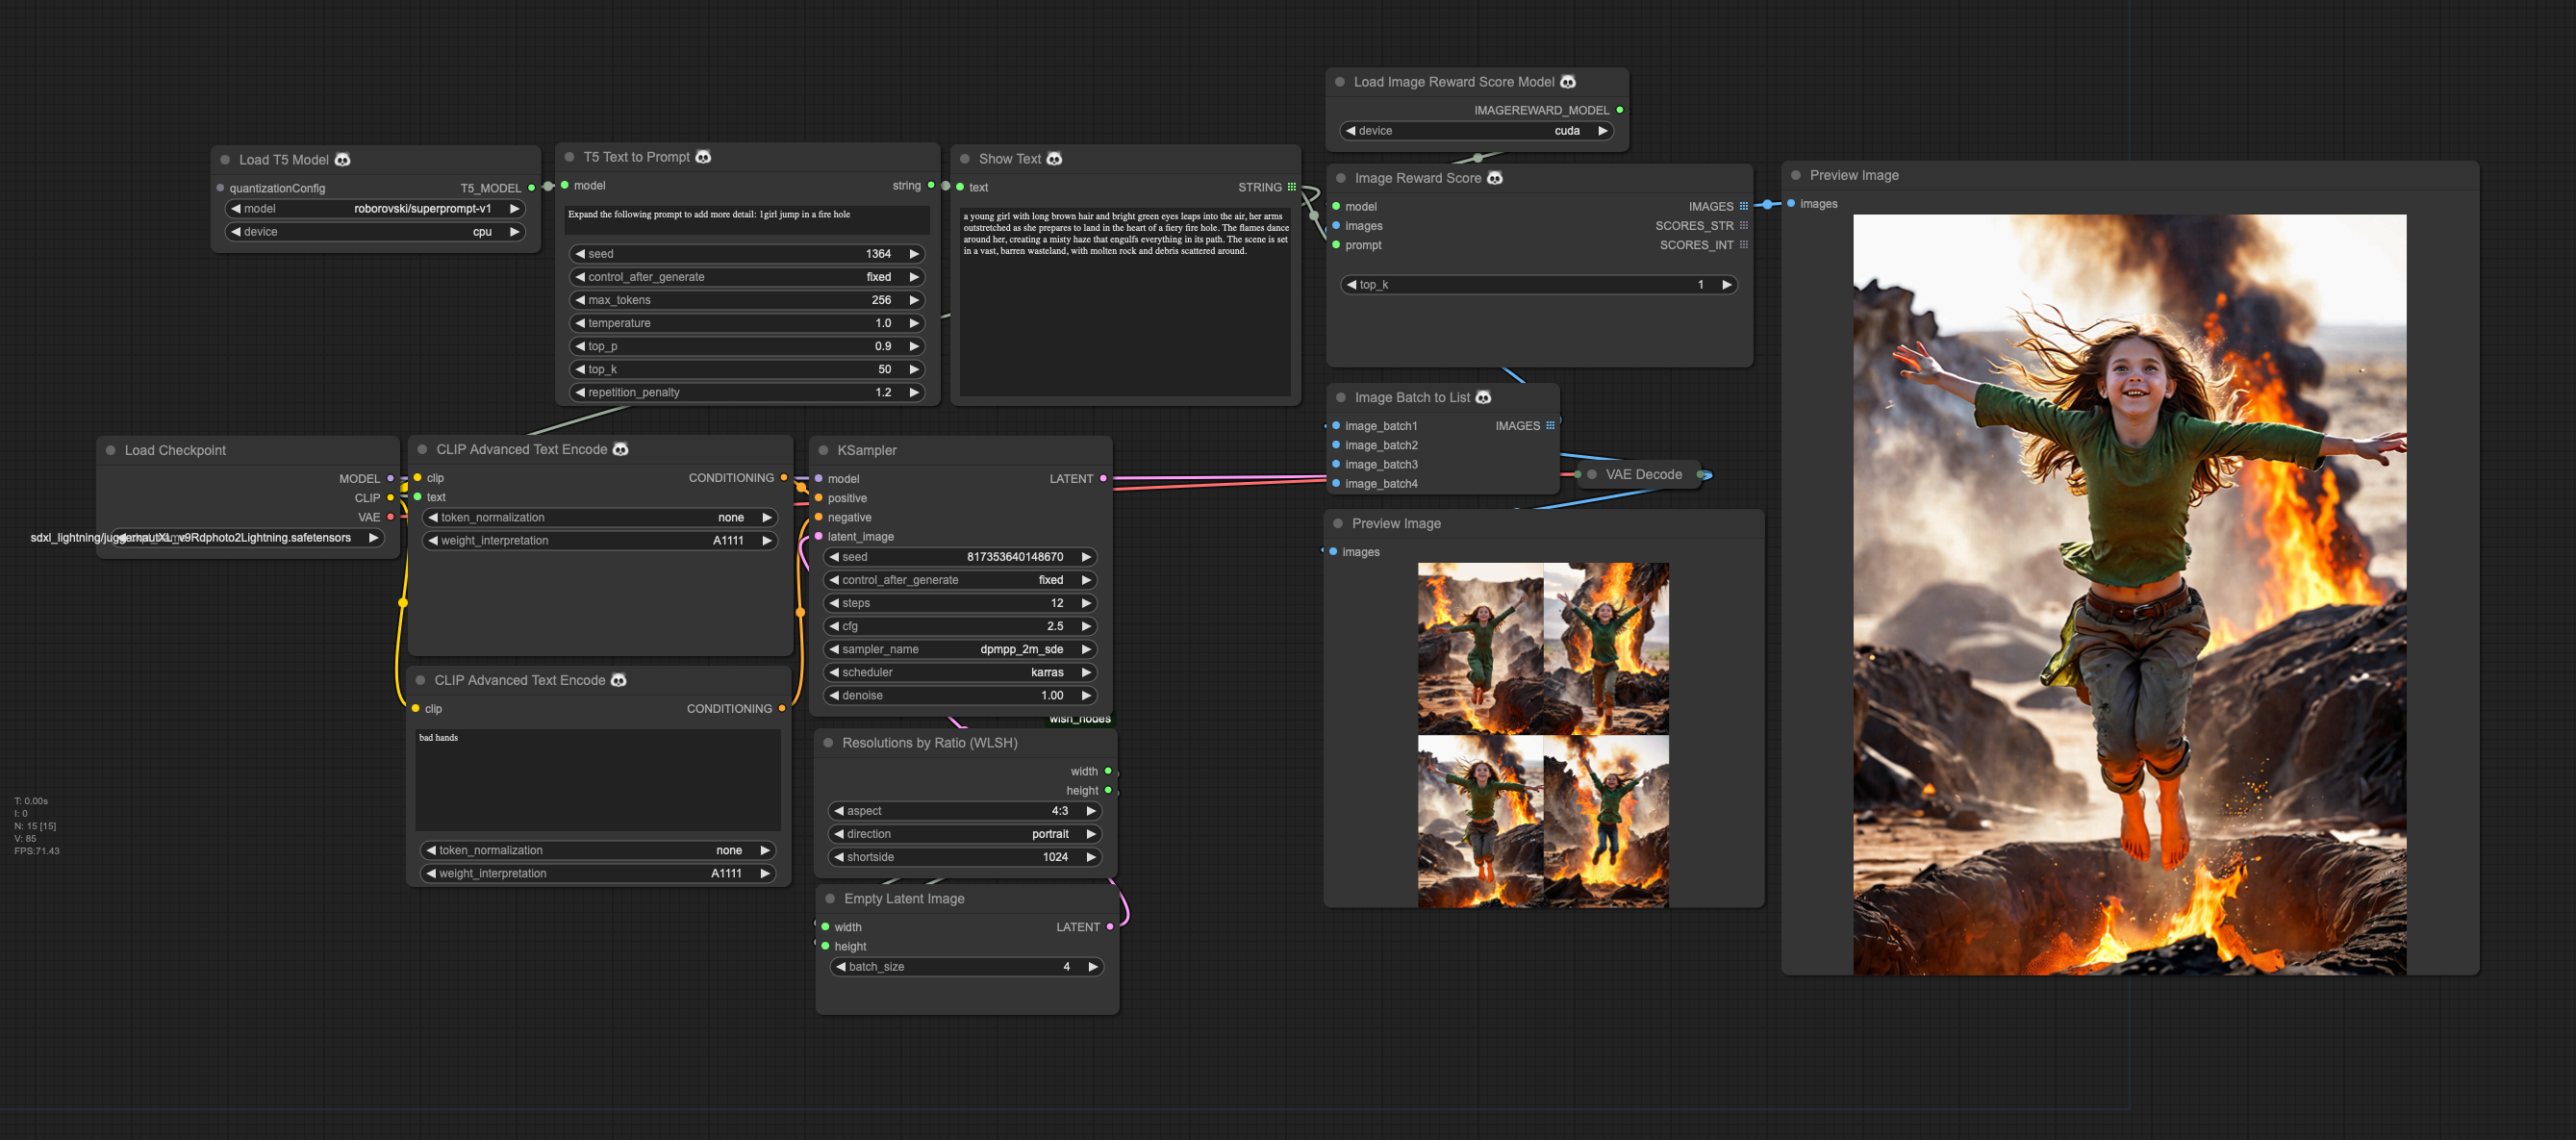 Load Image Reward Score Model
IMAGEREWARD_MODEL
device cuda
Load T5 Model
quantizationConfig T5_MODEL
model roborovski/superprompt-v1
device cpu
T5 Text to Prompt
model string
Expand the following prompt to add more detail: 1girl jump in a fire hole
seed 1364
control_after_generate fixed
max_tokens 256
temperature 1.0
top_p 0.9
top_k 50
repetition_penalty 1.2
Show Text
text STRING
a young girl with long brown hair and bright green eyes leaps into the air, her arms
outstretched as she prepares to land in the heart of a fiery fire hole. The flames dance
around her, creating a misty haze that engulfs everything in its path. The scene is set
in a vast, barren wasteland, with molten rock and debris scattered around.
Image Reward Score
model IMAGES
images SCORES_STR
prompt SCORES_INT
top_k 1
Preview Image
images
Load Checkpoint
MODEL
CLIP
VAE
CLIP Advanced Text Encode
clip CONDITIONING
text
token_normalization none
weight_interpretation A1111
KSampler
model LATENT
positive
negative
latent_image
seed 817353640148670
control_after_generate fixed
steps 12
cfg 2.5
sampler_name dpmpp_2m_sde
scheduler karras
denoise 1.00
Image Batch to List
image_batch1 IMAGES
image_batch2
image_batch3
image_batch4
VAE Decode
Preview Image
images
CLIP Advanced Text Encode
clip CONDITIONING
bad hands
token_normalization none
weight_interpretation A1111
Resolutions by Ratio (WLSH)
width
height
aspect 4:3
direction portrait
shortside 1024
Empty Latent Image
width LATENT
height
batch_size 4
T: 0.00s
I: 0
N: 15 [15]
V: 85
FPS:71.43